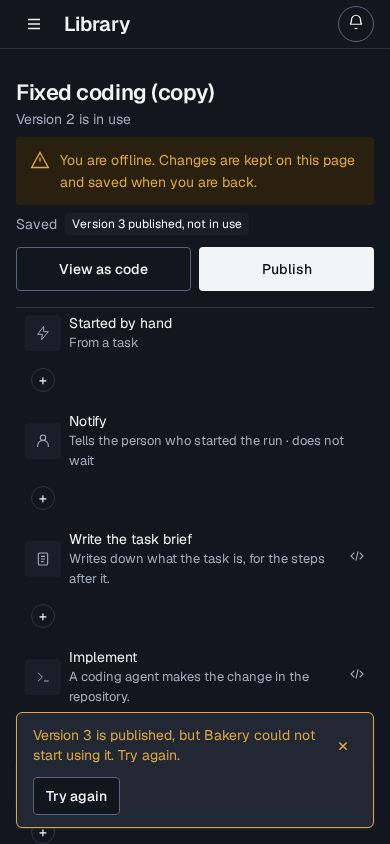 Library
Fixed coding (copy)
Version 2 is in use
You are offline. Changes are kept on this page
and saved when you are back.
Saved Version 3 published, not in use
View as code Publish
Started by hand
From a task
Notify
Tells the person who started the run · does not
wait
Write the task brief
Writes down what the task is, for the steps
after it.
Implement
A coding agent makes the change in the
repository.
Version 3 is published, but Bakery could not
start using it. Try again.
Try again